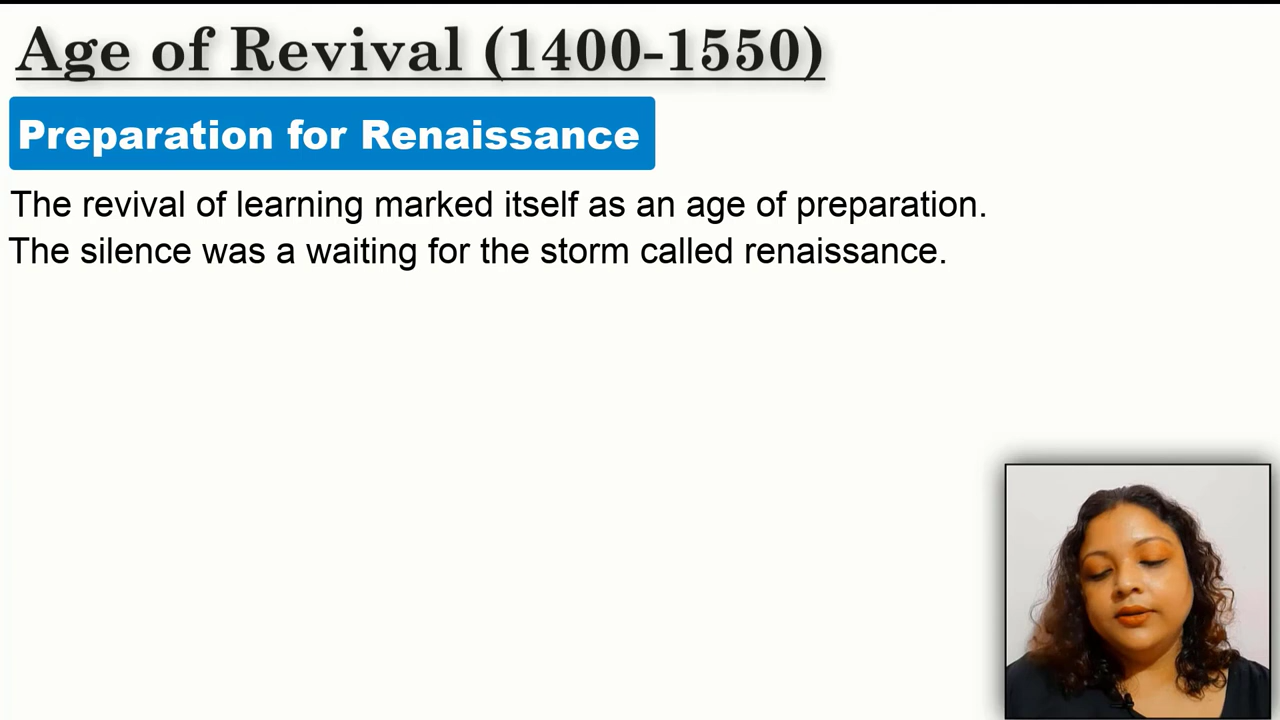 Age of Revival (1400-1550)
Preparation for Renaissance
The revival of learning marked itself as an age of preparation.
The silence was a waiting for the storm called renaissance.